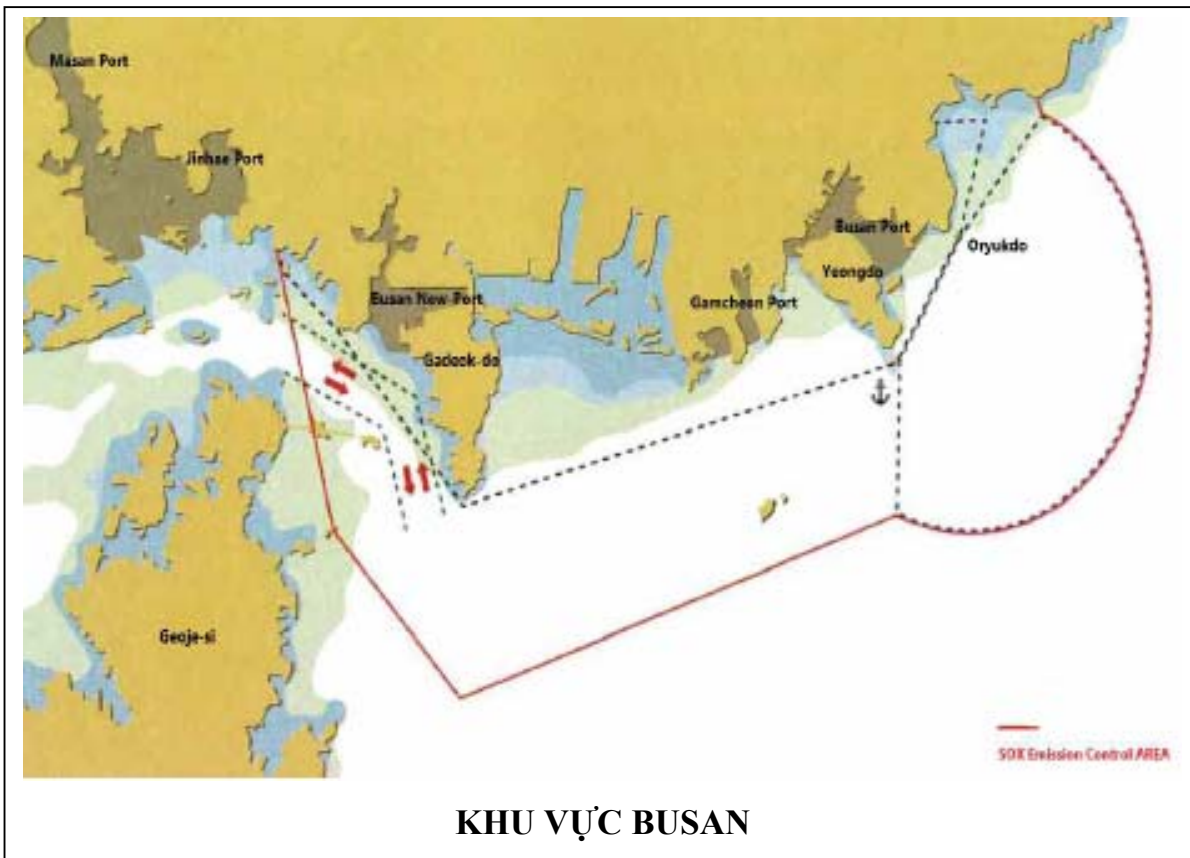 Masan Port
Jinhae Port
Busan Port
Oryukdo
Yeongdo
Busan New-Port
Gamcheon Port
Gadeok-do
Geoje-si
SOX Emission Control AREA
KHU VỰC BUSAN